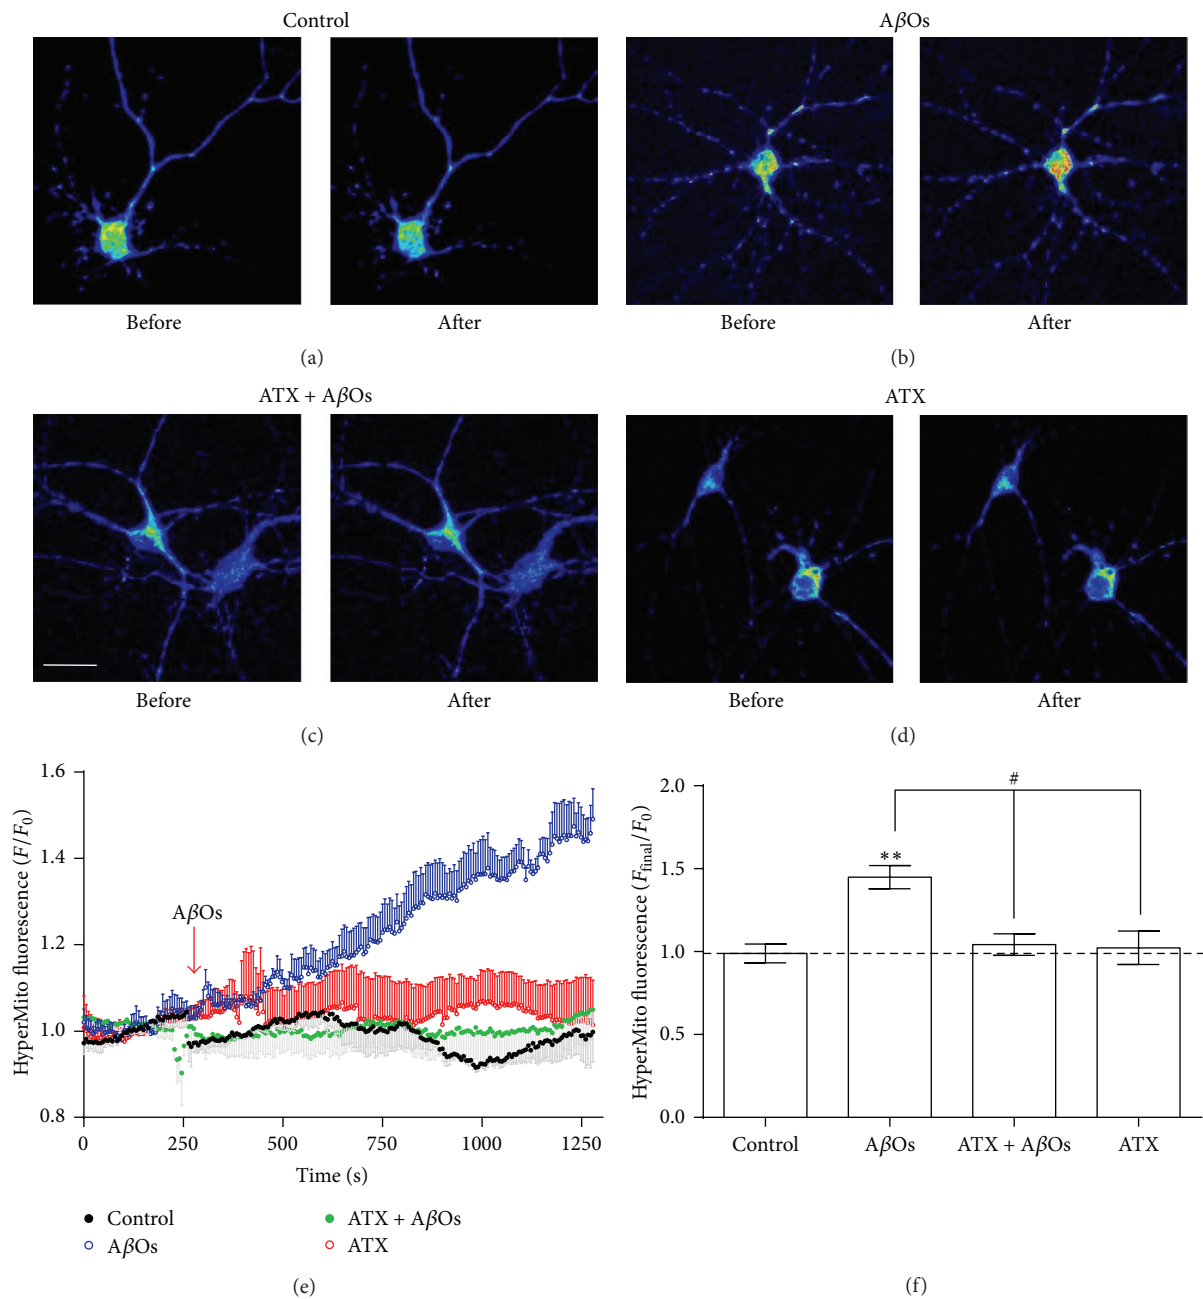 Control
AβOs
Before
After
Before
After
(a)
(b)
ATX + AβOs
ATX
Before
After
Before
After
(c)
(d)
HyperMito fluorescence (F/F0)
1.6
1.4
1.2
1.0
0.8
AβOs
0
250
500
750
1000
1250
Time (s)
Control
AβOs
ATX + AβOs
ATX
(e)
HyperMito fluorescence (Ffinal/F0)
2.0
1.5
1.0
0.5
0.0
#
**
Control
AβOs
ATX + AβOs
ATX
(f)